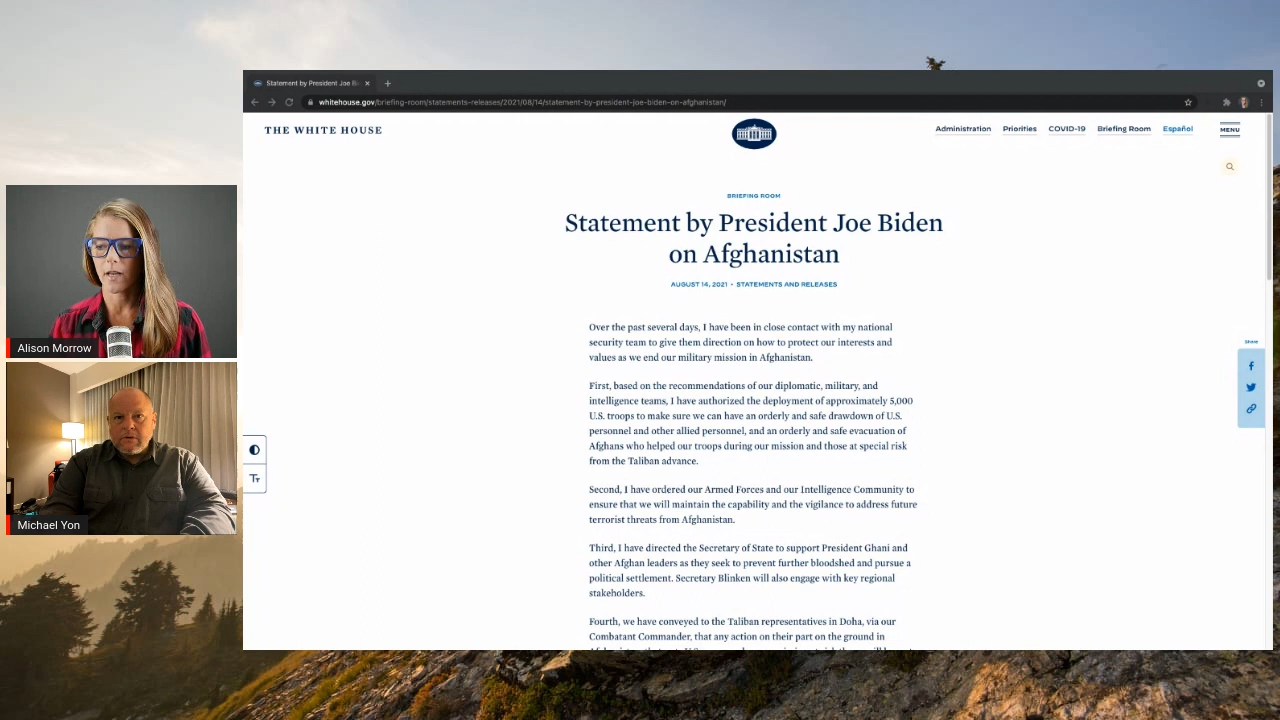 Statement by President Joe Bi
whitehouse.gov/briefing-room/statements-releases/2021/08/14/statement-by-president-joe-biden-on-afghanistan/
THE WHITE HOUSE
Administration
Priorities
COVID-19
Briefing Room
Español
MENU
BRIEFING ROOM
Statement by President Joe Biden
on Afghanistan
AUGUST 14, 2021 • STATEMENTS AND RELEASES
Over the past several days, I have been in close contact with my national
security team to give them direction on how to protect our interests and
values as we end our military mission in Afghanistan.
First, based on the recommendations of our diplomatic, military, and
intelligence teams, I have authorized the deployment of approximately 5,000
U.S. troops to make sure we can have an orderly and safe drawdown of U.S.
personnel and other allied personnel, and an orderly and safe evacuation of
Afghans who helped our troops during our mission and those at special risk
from the Taliban advance.
Second, I have ordered our Armed Forces and our Intelligence Community to
ensure that we will maintain the capability and the vigilance to address future
terrorist threats from Afghanistan.
Third, I have directed the Secretary of State to support President Ghani and
other Afghan leaders as they seek to prevent further bloodshed and pursue a
political settlement. Secretary Blinken will also engage with key regional
stakeholders.
Fourth, we have conveyed to the Taliban representatives in Doha, via our
Combatant Commander, that any action on their part on the ground in
Share
Tт
Alison Morrow
Michael Yon